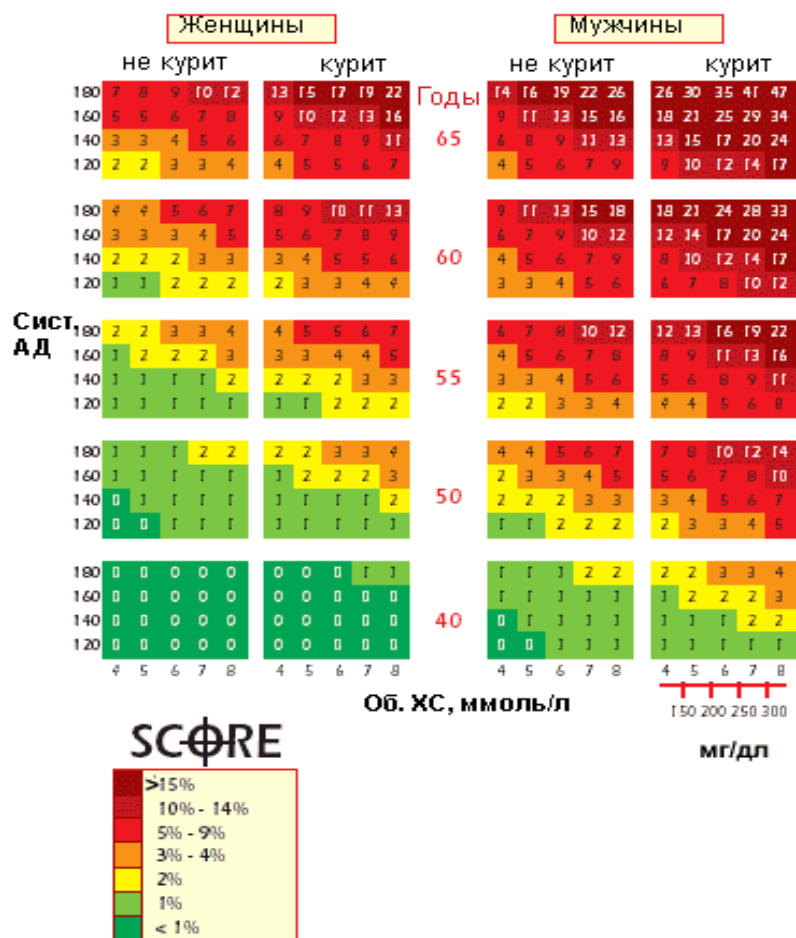 Женщины Мужчины
не курит курит не курит курит
180 7 8 9 10 12 13 15 17 19 22 Годы 14 16 19 22 26 26 30 35 41 47
160 5 5 6 7 8 9 10 12 13 16 9 11 13 15 16 18 21 25 29 34
140 3 3 4 5 6 6 7 8 9 11 65 6 8 9 11 13 13 15 17 20 24
120 2 2 3 3 4 4 5 5 6 7 4 5 6 7 9 9 10 12 14 17
180 4 4 5 6 7 8 9 10 11 13 9 11 13 15 18 18 21 24 28 33
160 3 3 3 4 5 5 6 7 8 9 6 7 9 10 12 12 14 17 20 24
140 2 2 2 3 3 3 4 5 5 6 60 4 5 6 7 9 8 10 12 14 17
120 1 1 2 2 2 2 3 3 4 4 3 3 4 5 6 6 7 8 10 12
Сист.
АД
180 2 2 3 3 4 4 5 5 6 7 6 7 8 10 12 12 13 16 19 22
160 1 2 2 2 3 3 3 4 4 5 55 4 5 6 7 8 8 9 11 13 16
140 1 1 1 1 2 2 2 2 3 3 3 3 4 5 6 5 6 8 9 11
120 1 1 1 1 1 1 1 2 2 2 2 2 3 3 4 4 4 5 6 8
180 1 1 1 2 2 2 2 3 3 4 4 4 5 6 7 7 8 10 12 14
160 1 1 1 1 1 1 2 2 2 3 2 3 3 4 5 5 6 7 8 10
140 0 1 1 1 1 1 1 1 1 2 50 2 2 2 3 3 3 4 5 6 7
120 0 0 1 1 1 1 1 1 1 1 1 1 2 2 2 2 3 3 4 5
180 0 0 0 0 0 0 0 0 1 1 1 1 1 2 2 2 2 3 3 4
160 0 0 0 0 0 0 0 0 0 0 1 1 1 1 1 1 2 2 2 3
140 0 0 0 0 0 0 0 0 0 0 40 0 1 1 1 1 1 1 1 2 2
120 0 0 0 0 0 0 0 0 0 0 0 0 1 1 1 1 1 1 1 1
4 5 6 7 8 4 5 6 7 8 4 5 6 7 8 4 5 6 7 8
Об. ХС, ммоль/л
150 200 250 300
мг/дл
SCORE
>15%
10% - 14%
5% - 9%
3% - 4%
2%
1%
< 1%